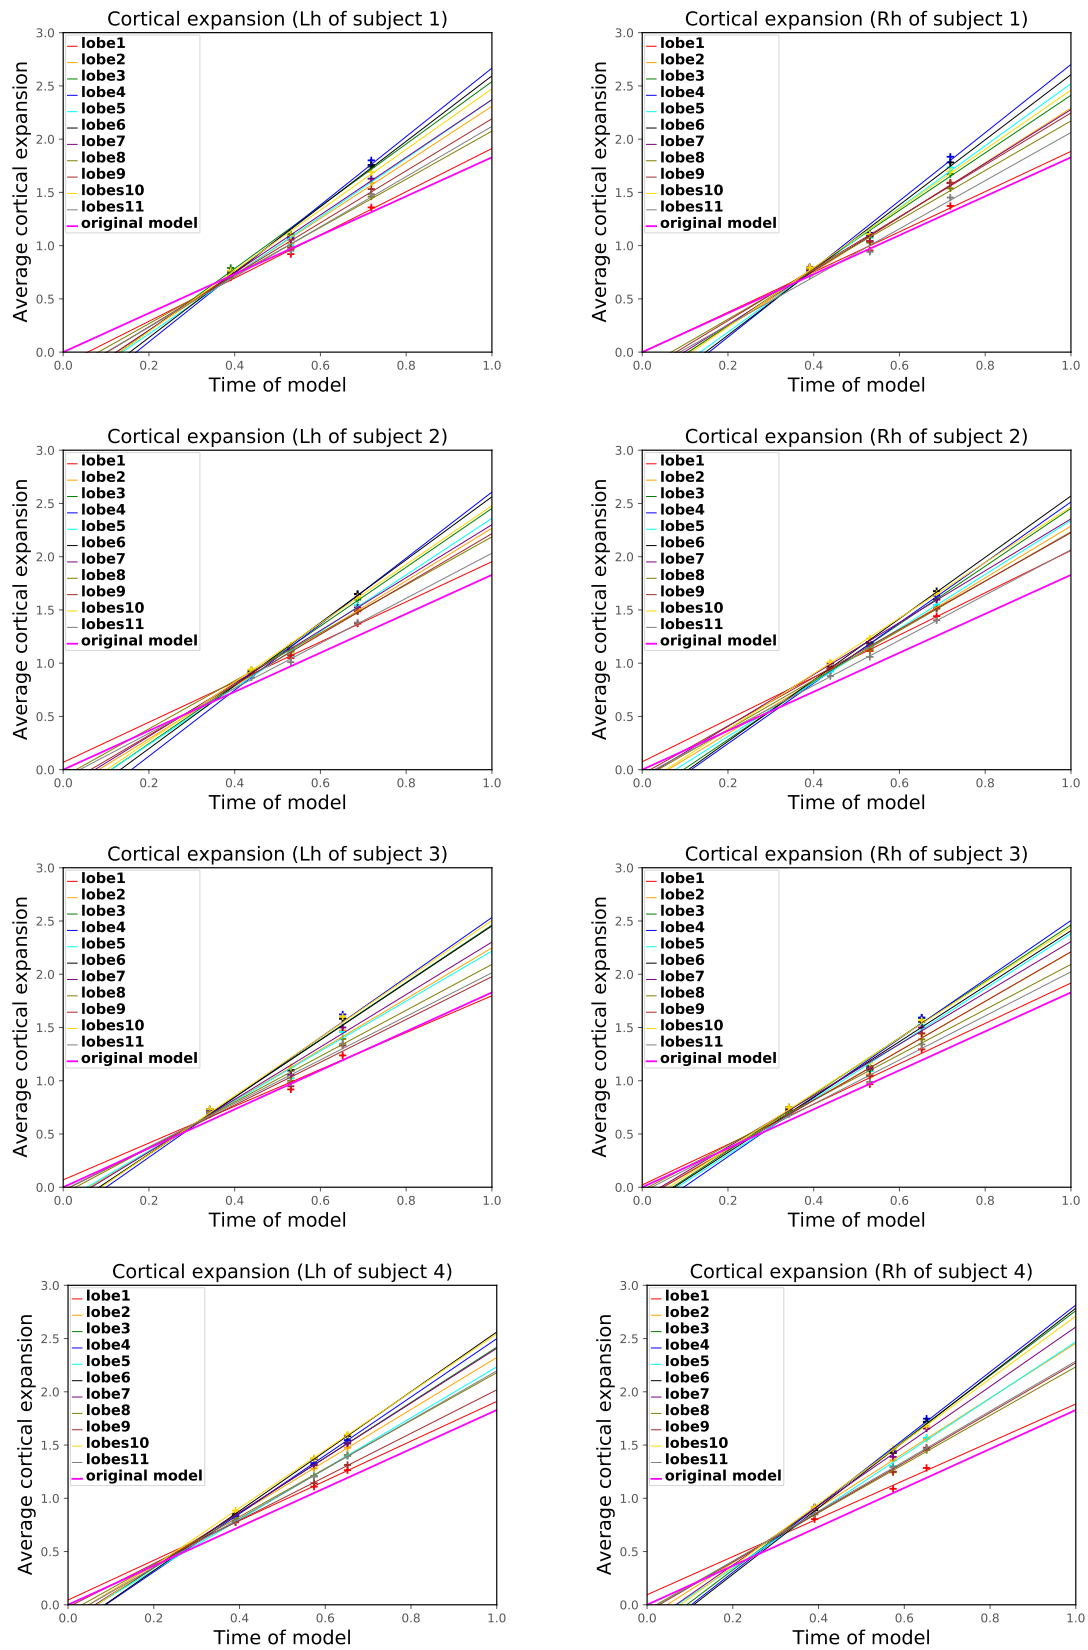 Cortical expansion (Lh of subject 1)
Average cortical expansion
3.0
2.5
2.0
1.5
1.0
0.5
0.0
lobe1
lobe2
lobe3
lobe4
lobe5
lobe6
lobe7
lobe8
lobe9
lobes10
lobes11
original model
0.0 0.2 0.4 0.6 0.8 1.0
Time of model
Cortical expansion (Rh of subject 1)
Average cortical expansion
3.0
2.5
2.0
1.5
1.0
0.5
0.0
lobe1
lobe2
lobe3
lobe4
lobe5
lobe6
lobe7
lobe8
lobe9
lobes10
lobes11
original model
0.0 0.2 0.4 0.6 0.8 1.0
Time of model
Cortical expansion (Lh of subject 2)
Average cortical expansion
3.0
2.5
2.0
1.5
1.0
0.5
0.0
lobe1
lobe2
lobe3
lobe4
lobe5
lobe6
lobe7
lobe8
lobe9
lobes10
lobes11
original model
0.0 0.2 0.4 0.6 0.8 1.0
Time of model
Cortical expansion (Rh of subject 2)
Average cortical expansion
3.0
2.5
2.0
1.5
1.0
0.5
0.0
lobe1
lobe2
lobe3
lobe4
lobe5
lobe6
lobe7
lobe8
lobe9
lobes10
lobes11
original model
0.0 0.2 0.4 0.6 0.8 1.0
Time of model
Cortical expansion (Lh of subject 3)
Average cortical expansion
3.0
2.5
2.0
1.5
1.0
0.5
0.0
lobe1
lobe2
lobe3
lobe4
lobe5
lobe6
lobe7
lobe8
lobe9
lobes10
lobes11
original model
0.0 0.2 0.4 0.6 0.8 1.0
Time of model
Cortical expansion (Rh of subject 3)
Average cortical expansion
3.0
2.5
2.0
1.5
1.0
0.5
0.0
lobe1
lobe2
lobe3
lobe4
lobe5
lobe6
lobe7
lobe8
lobe9
lobes10
lobes11
original model
0.0 0.2 0.4 0.6 0.8 1.0
Time of model
Cortical expansion (Lh of subject 4)
Average cortical expansion
3.0
2.5
2.0
1.5
1.0
0.5
0.0
lobe1
lobe2
lobe3
lobe4
lobe5
lobe6
lobe7
lobe8
lobe9
lobes10
lobes11
original model
0.0 0.2 0.4 0.6 0.8 1.0
Time of model
Cortical expansion (Rh of subject 4)
Average cortical expansion
3.0
2.5
2.0
1.5
1.0
0.5
0.0
lobe1
lobe2
lobe3
lobe4
lobe5
lobe6
lobe7
lobe8
lobe9
lobes10
lobes11
original model
0.0 0.2 0.4 0.6 0.8 1.0
Time of model